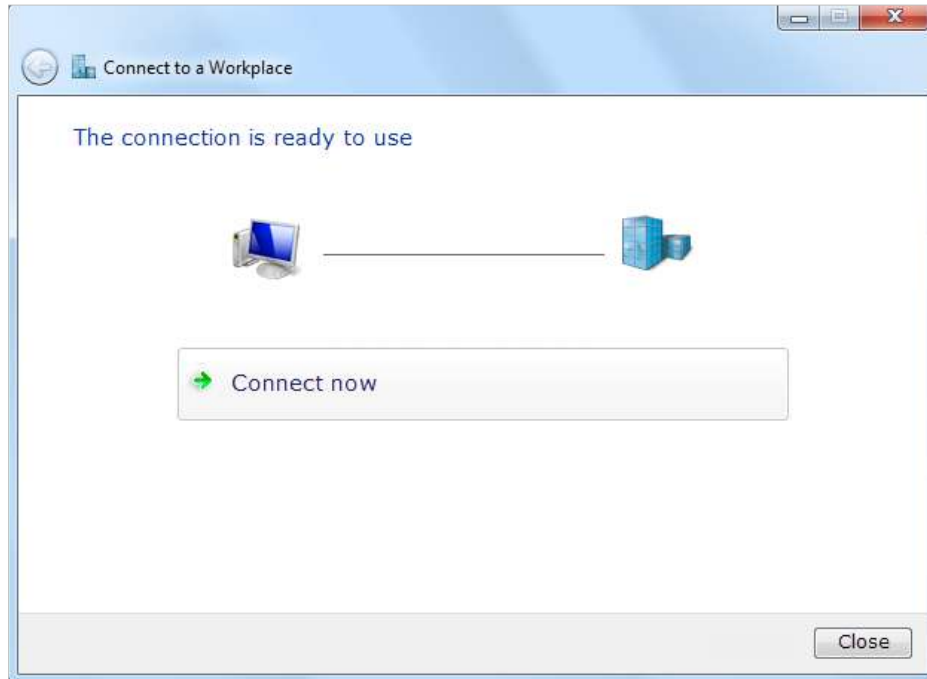 Connect to a Workplace
The connection is ready to use
Connect now
Close